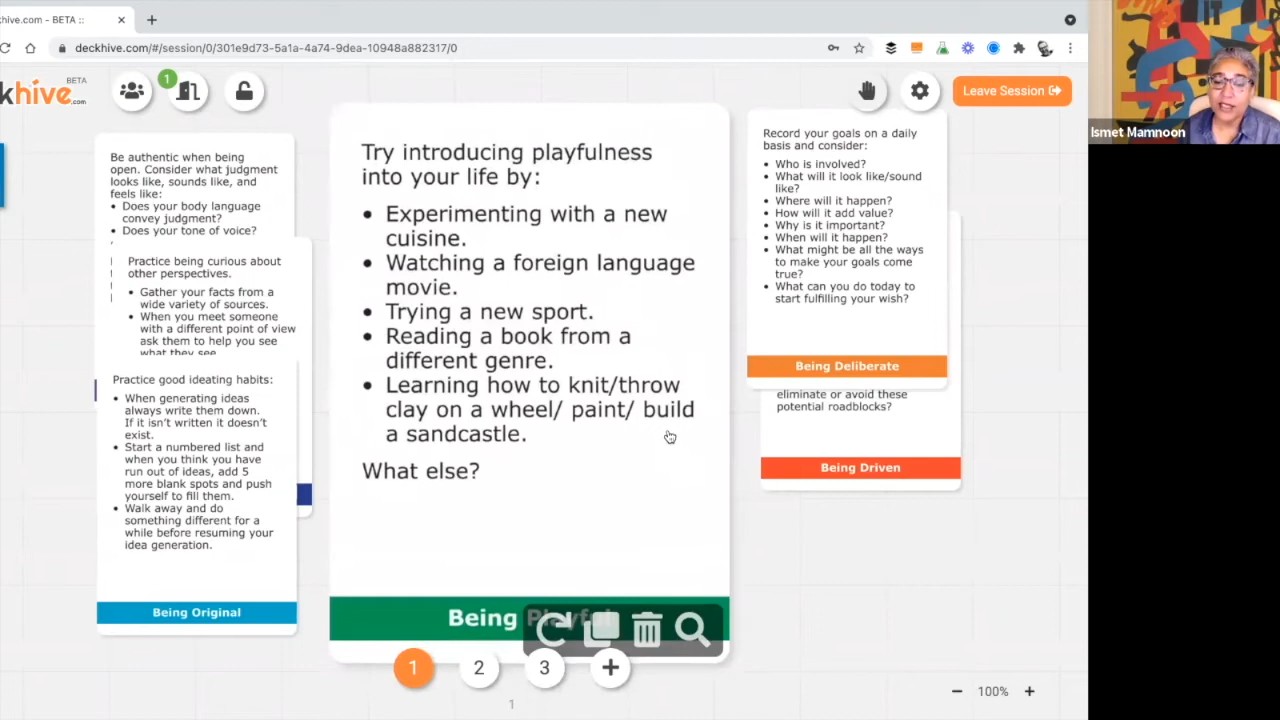 hive.com - BETA ::
deckhive.com/#/session/0/301e9d73-5a1a-4a74-9dea-10948a882317/0
khive
.com
BETA
1
Leave Session
Ismet Mamnoon
Be authentic when being
open. Consider what judgment
looks like, sounds like, and
feels like:
• Does your body language
convey judgment?
• Does your tone of voice?
Practice being curious about
other perspectives.
• Gather your facts from a
wide variety of sources.
• When you meet someone
with a different point of view
ask them to help you see
what they see
Practice good ideating habits:
• When generating ideas
always write them down.
If it isn't written it doesn't
exist.
• Start a numbered list and
when you think you have
run out of ideas, add 5
more blank spots and push
yourself to fill them.
• Walk away and do
something different for a
while before resuming your
idea generation.
Being Original
Try introducing playfulness
into your life by:
• Experimenting with a new
cuisine.
• Watching a foreign language
movie.
• Trying a new sport.
• Reading a book from a
different genre.
• Learning how to knit/throw
clay on a wheel/ paint/ build
a sandcastle.
What else?
Being Playful
Record your goals on a daily
basis and consider:
• Who is involved?
• What will it look like/sound
like?
• Where will it happen?
• How will it add value?
• Why is it important?
• When will it happen?
• What might be all the ways
to make your goals come
true?
• What can you do today to
start fulfilling your wish?
Being Deliberate
eliminate or avoid these
potential roadblocks?
Being Driven
1 2 3 +
1
− 100% +